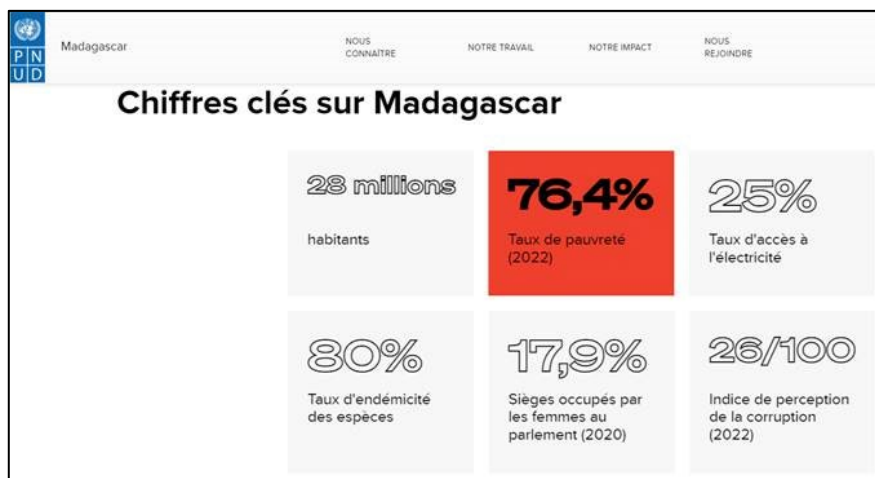 PN
UD
Madagascar
NOUS
CONNAÎTRE
NOTRE TRAVAIL
NOTRE IMPACT
NOUS
REJOINDRE
Chiffres clés sur Madagascar
28 millions
habitants
76,4%
Taux de pauvreté
(2022)
25%
Taux d'accès à
l'électricité
80%
Taux d'endémicité
des espèces
17,9%
Sièges occupés par
les femmes au
parlement (2020)
26/100
Indice de perception
de la corruption
(2022)